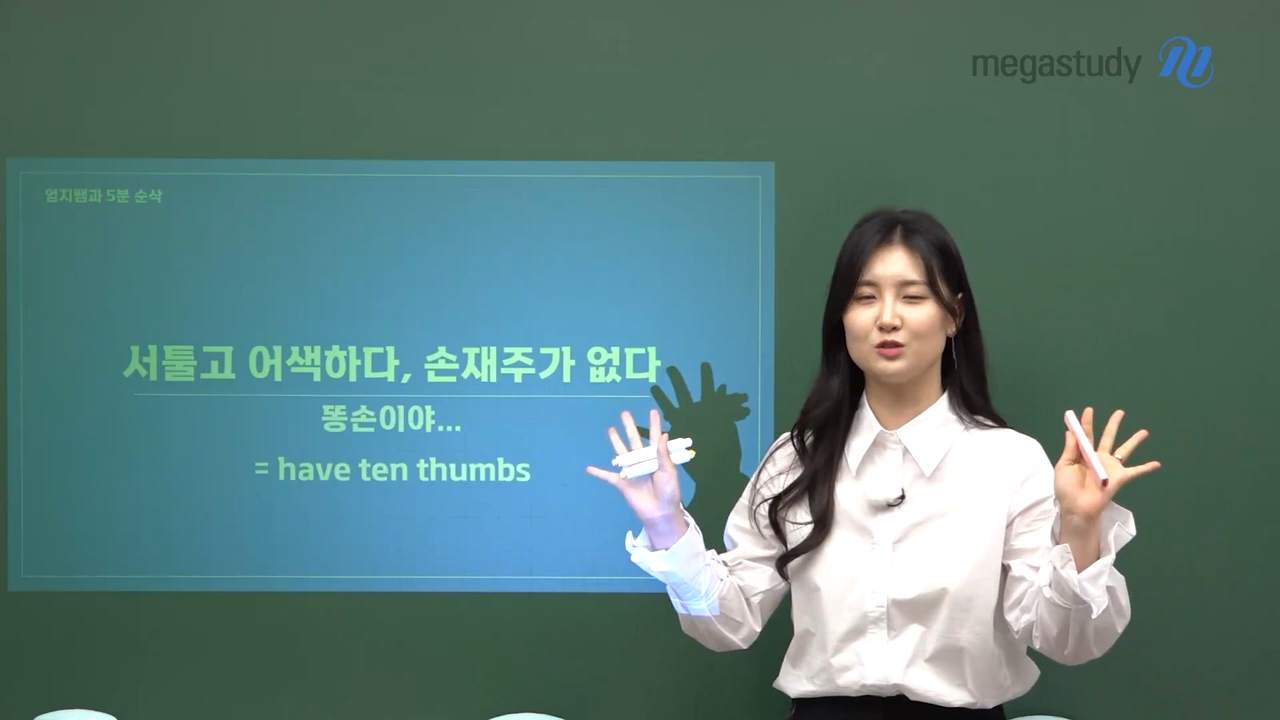 megastudy
엄지쌤과 5분 순삭
서툴고 어색하다, 손재주가 없다
똥손이야...
= have ten thumbs